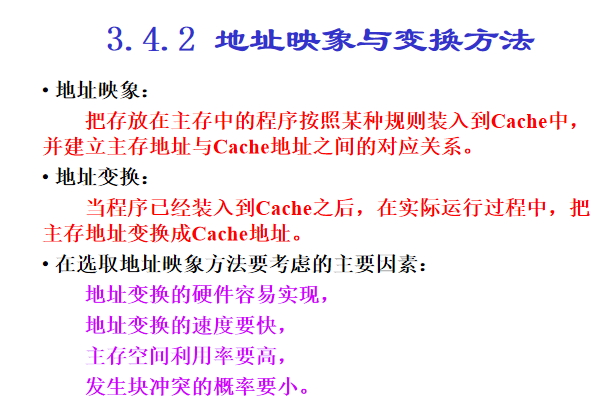 3.4.2 地址映象与变换方法
• 地址映象：
把存放在主存中的程序按照某种规则装入到Cache中，
并建立主存地址与Cache地址之间的对应关系。
• 地址变换：
当程序已经装入到Cache之后，在实际运行过程中，把
主存地址变换成Cache地址。
• 在选取地址映象方法要考虑的主要因素：
地址变换的硬件容易实现，
地址变换的速度要快，
主存空间利用率要高，
发生块冲突的概率要小。